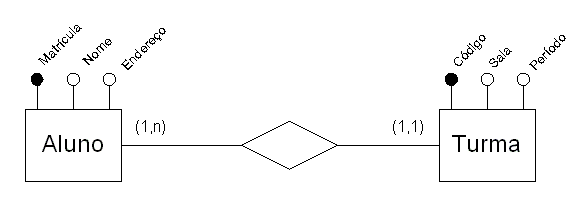 Matrícula
Nome
Endereço
Código
Sala
Período
Aluno
(1,n)
(1,1)
Turma